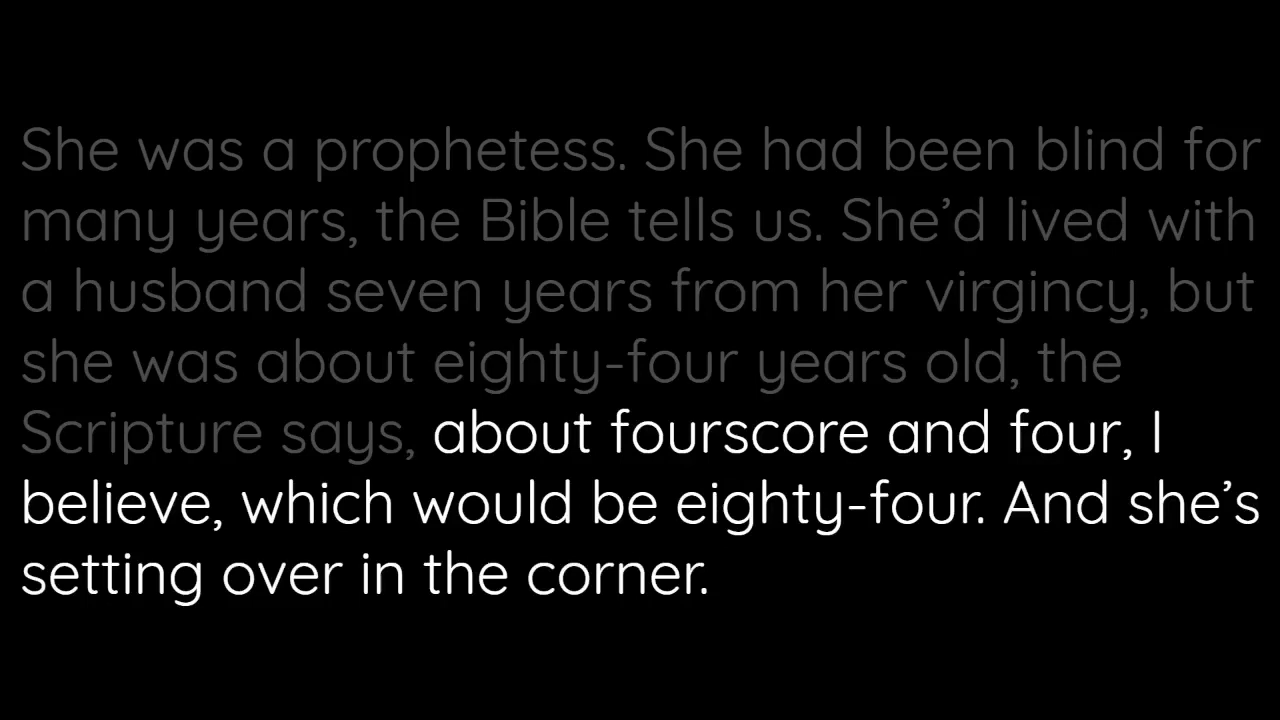 She was a prophetess. She had been blind for
many years, the Bible tells us. She’d lived with
a husband seven years from her virgincy, but
she was about eighty-four years old, the
Scripture says, about fourscore and four, I
believe, which would be eighty-four. And she’s
setting over in the corner.